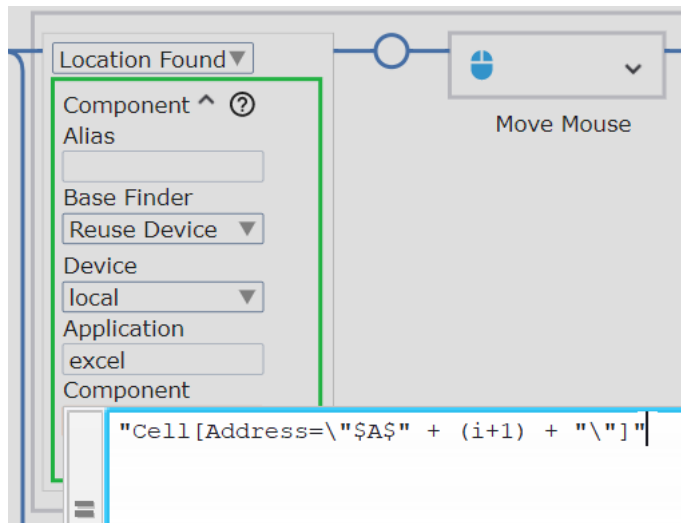 Location Found
Component
Alias
Base Finder
Reuse Device
Device
local
Application
excel
Component
"Cell[Address=\"$A$" + (i+1) + "\"]"
=
Move Mouse